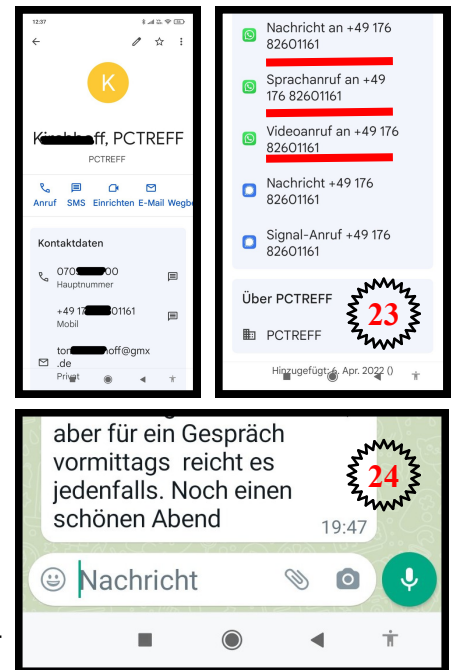 12:37
K
ff, PCTREFF
PCTREFF
Anruf SMS Einrichten E-Mail Wegbe
Kontaktdaten
070 00
Hauptnummer
+49 17 01161
Mobil
tor off@gmx
.de
Privat
Nachricht an +49 176
82601161
Sprachanruf an +49
176 82601161
Videoanruf an +49 176
82601161
Nachricht +49 176
82601161
Signal-Anruf +49 176
82601161
Über PCTREFF
23
PCTREFF
Hinzugefügt: 6. Apr. 2022 ()
aber für ein Gespräch
vormittags reicht es
jedenfalls. Noch einen
schönen Abend
24
19:47
Nachricht